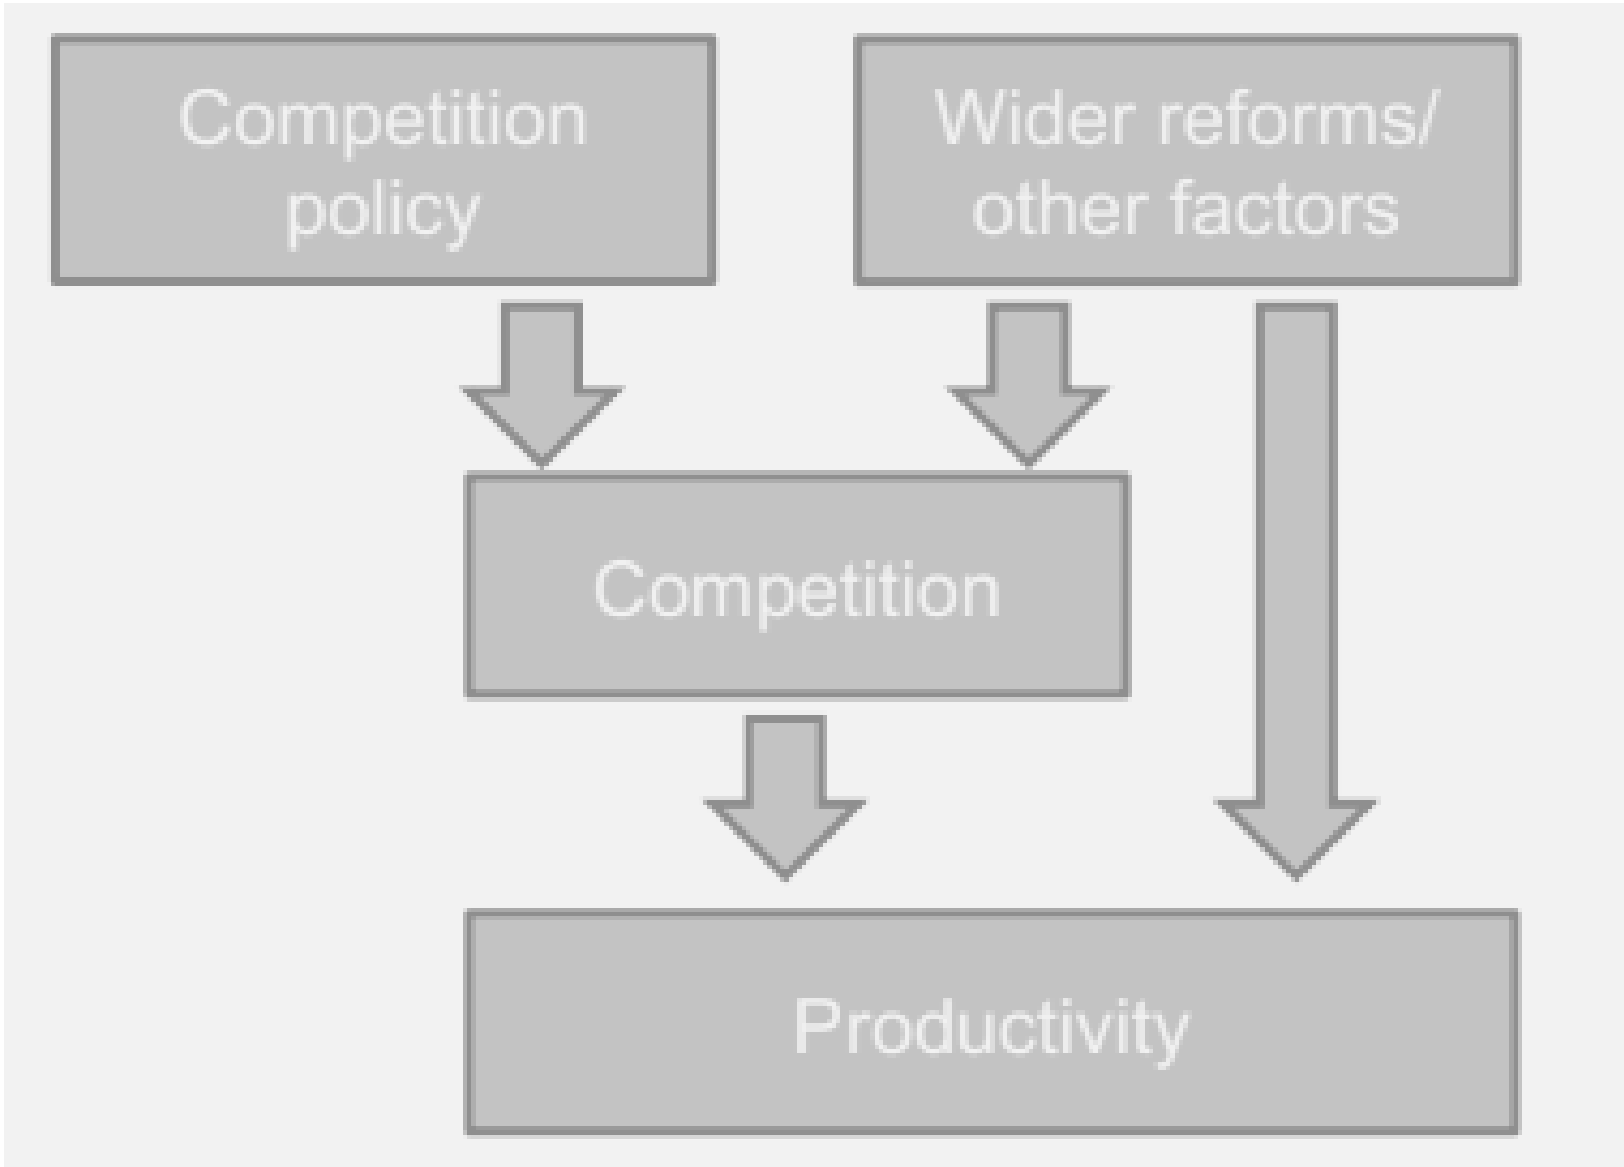 Competition
policy
Wider reforms/
other factors
Competition
Productivity